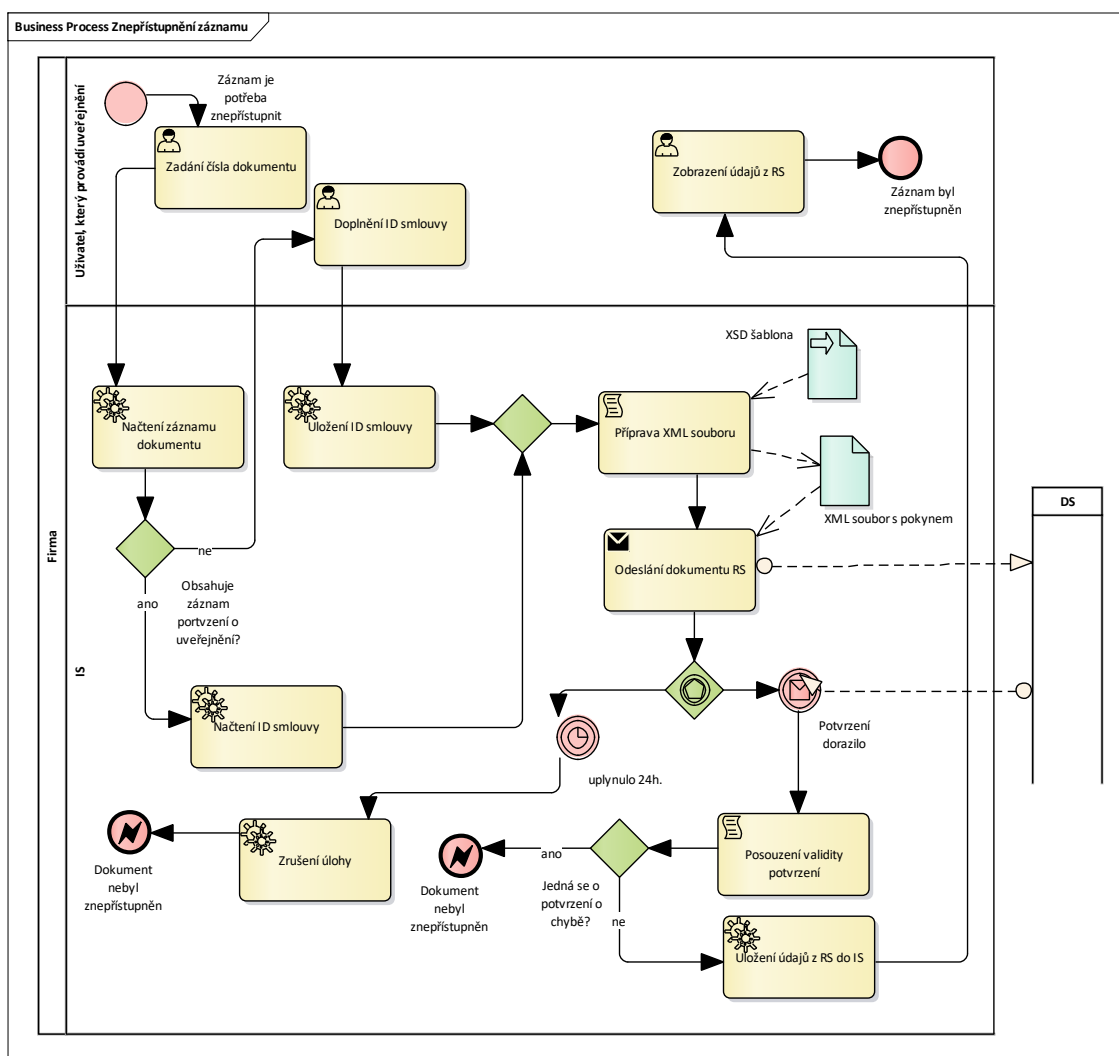 Business Process Znepřístupnění záznamu
Uživatel, který provádí uveřejnění
Záznam je
potřeba
znepřístupnit
Zadání čísla dokumentu
Doplnění ID smlouvy
Zobrazení údajů z RS
Záznam byl
znepřístupněn
Firma
IS
XSD šablona
Načtení záznamu
dokumentu
Uložení ID smlouvy
Příprava XML souboru
XML soubor s pokynem
DS
ne
Odeslání dokumentu RS
Obsahuje
záznam
portvzení o
uveřejnění?
ano
Načtení ID smlouvy
Potvrzení
dorazilo
uplynulo 24h.
Zrušení úlohy
Dokument
nebyl
znepřístupněn
ano
Posouzení validity
potvrzení
Dokument
nebyl
znepřístupněn
Jedná se o
potvrzení o
chybě?
ne
Uložení údajů z RS do IS